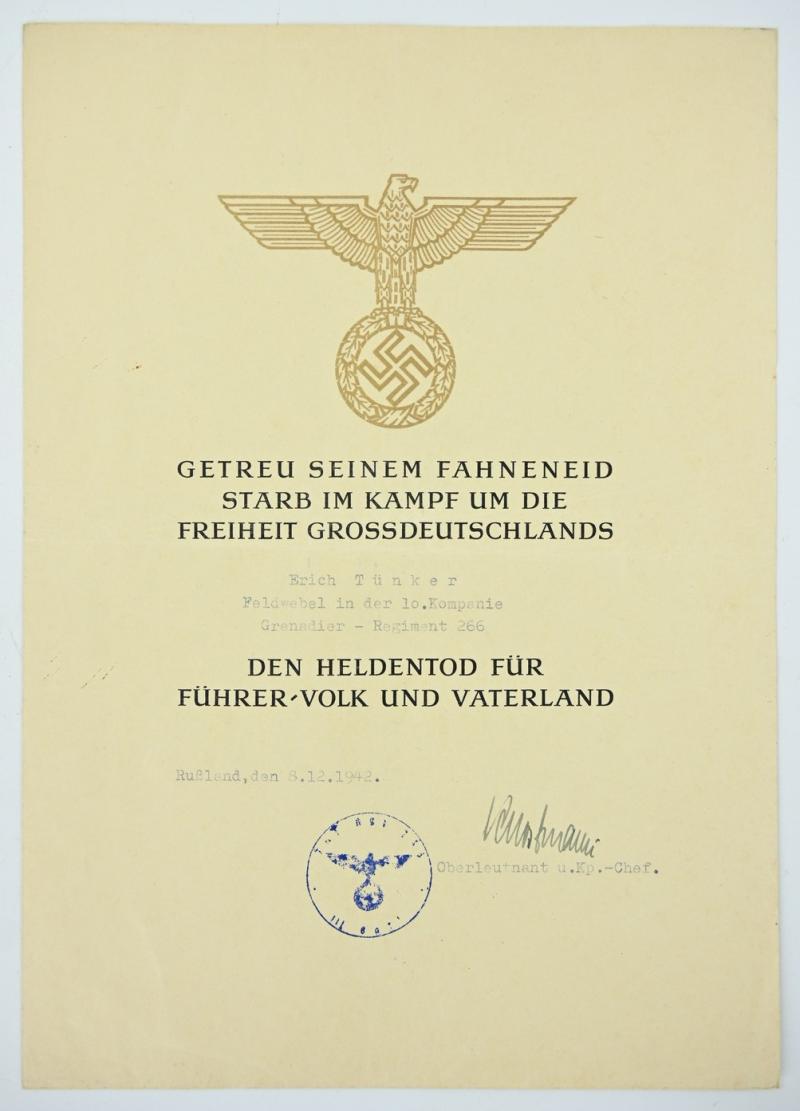 GETREU SEINEM FAHNENEID
STARB IM KAMPF UM DIE
FREIHEIT GROSSDEUTSCHLANDS
Erich Tünker
Feldwebel in der 10.Kompanie
Grenadier - Regiment 266
DEN HELDENTOD FÜR
FÜHRER-VOLK UND VATERLAND
Rußland, den 8.12.1942.
Oberleutnant u.Kp.-Chef.